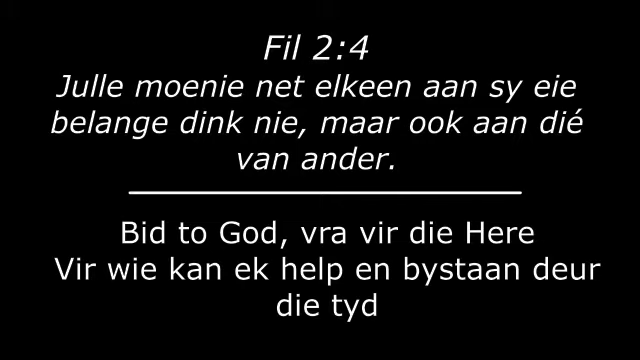 Fil 2:4
Julle moenie net elkeen aan sy eie
belange dink nie, maar ook aan dié
van ander.
Bid to God, vra vir die Here
Vir wie kan ek help en bystaan deur
die tyd